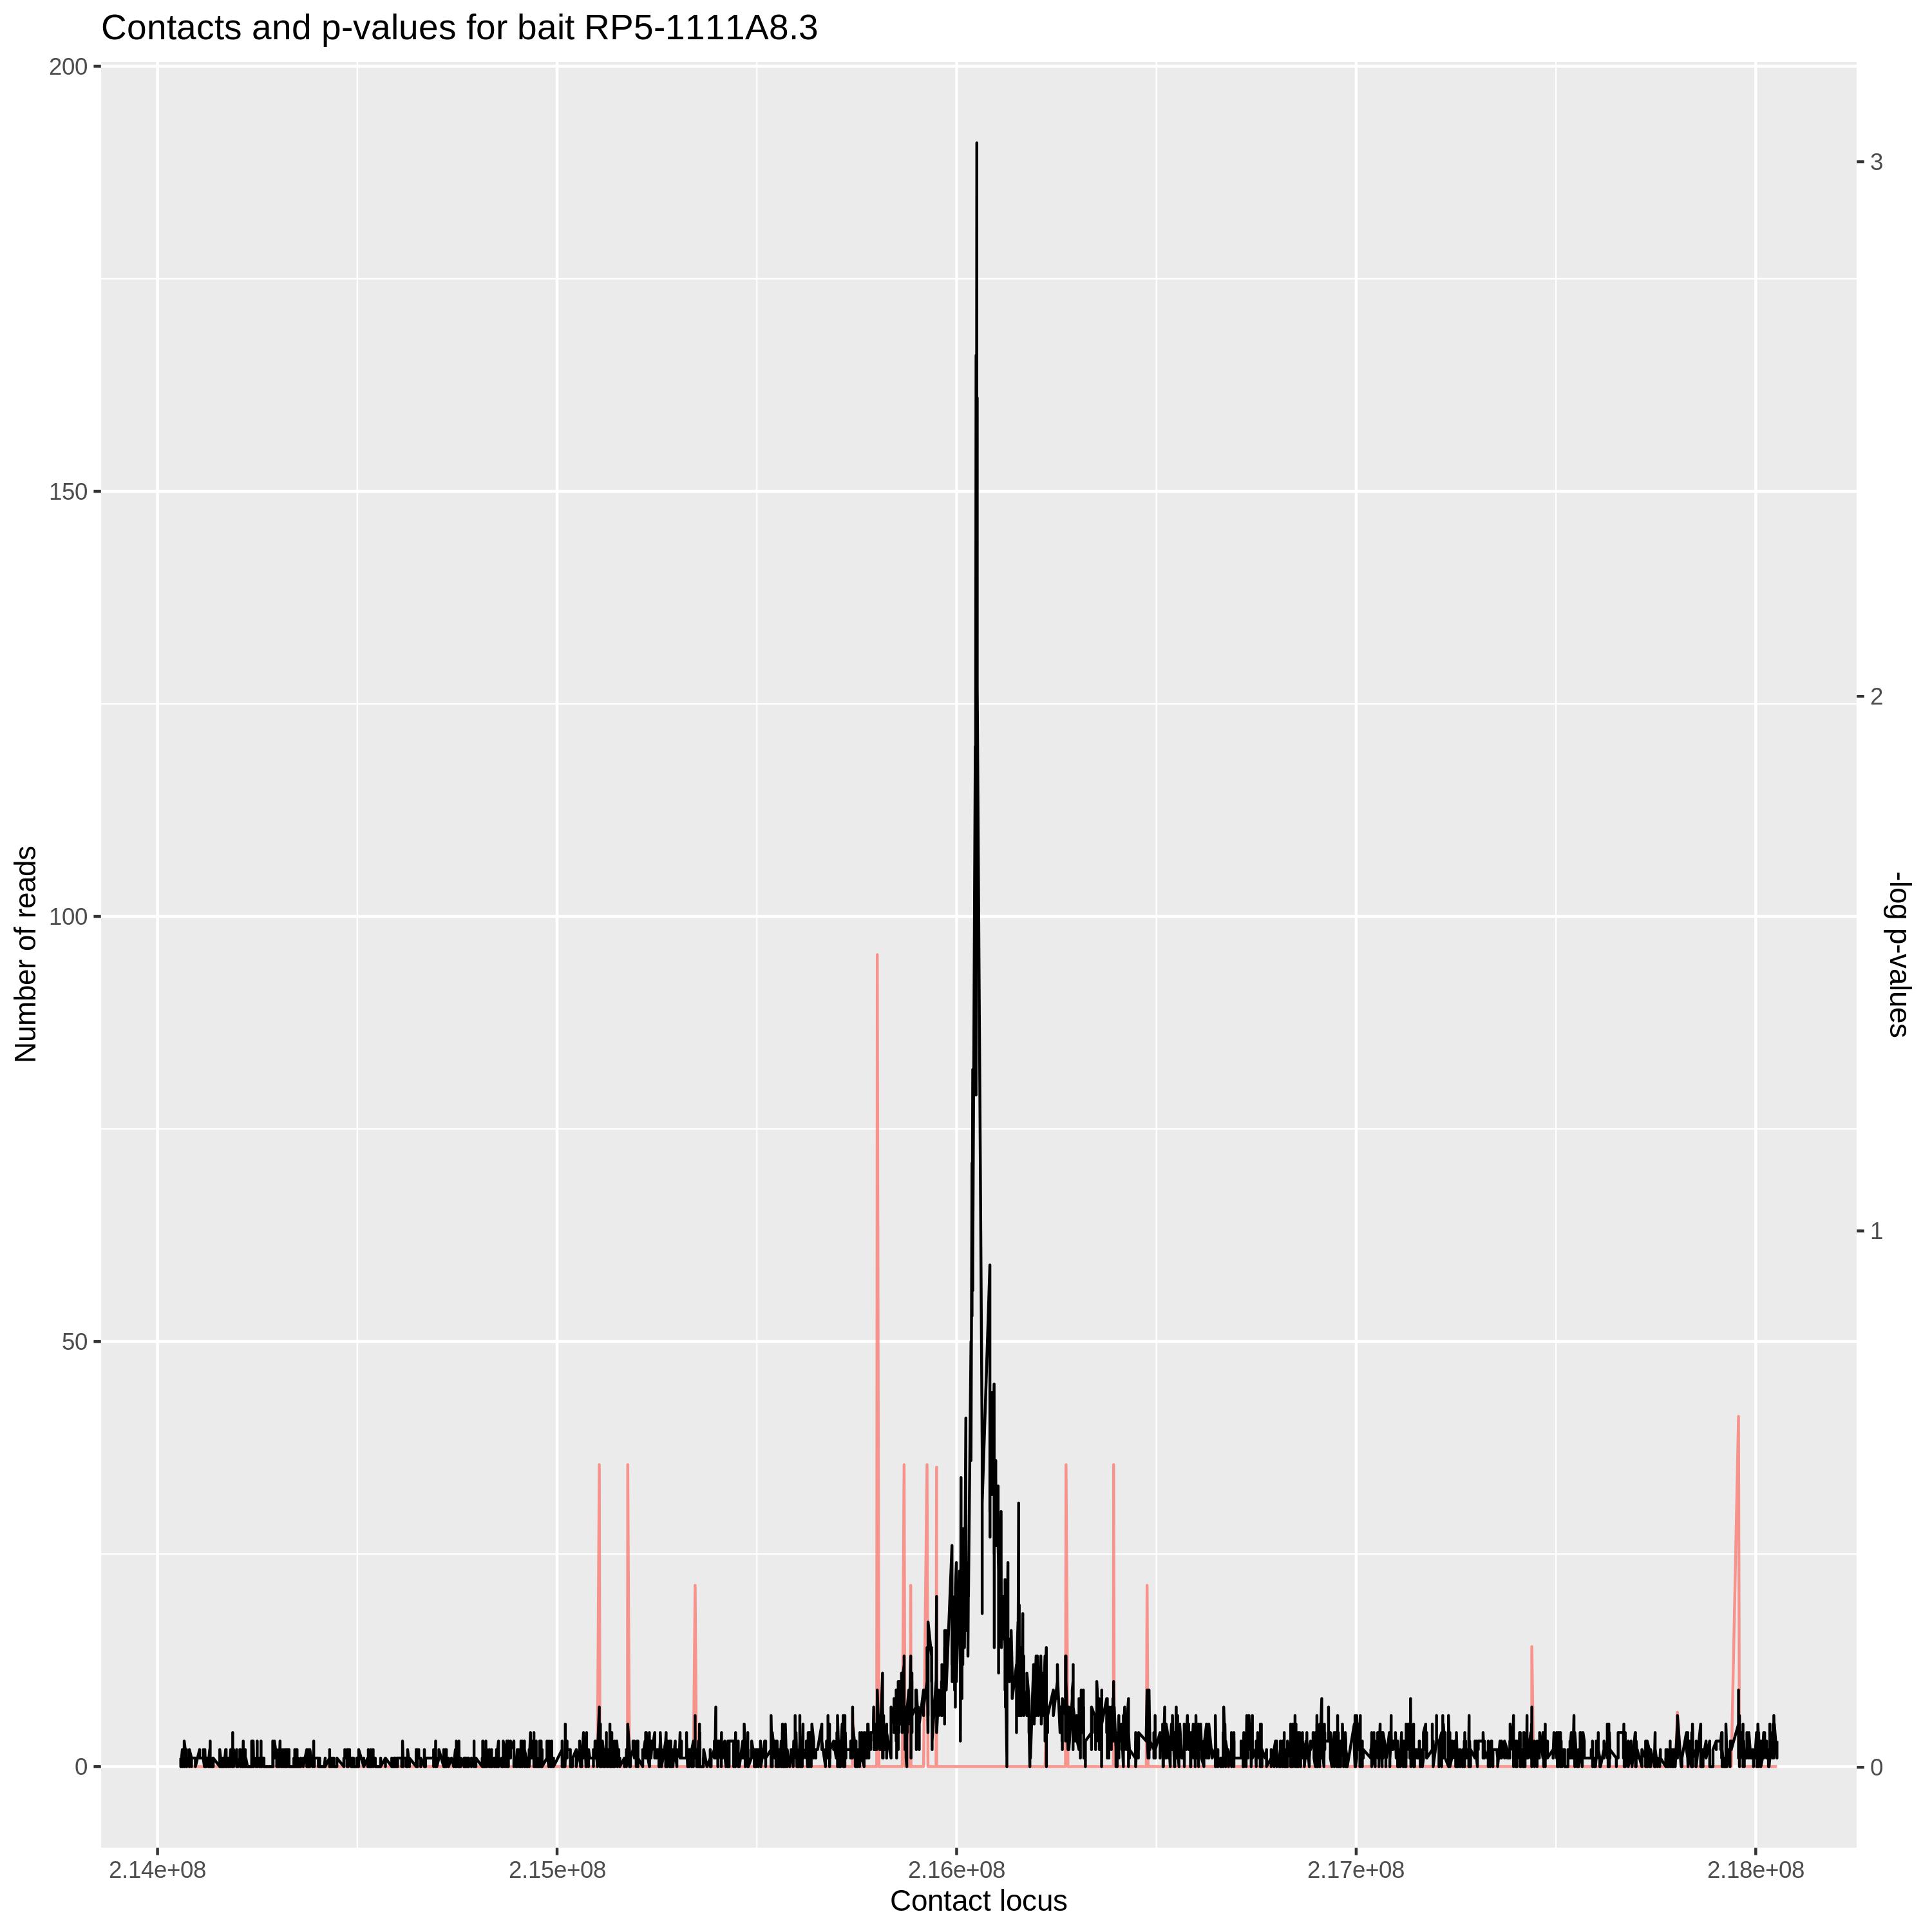 Contacts and p-values for bait RP5-1111A8.3
200
150
100
50
0
Number of reads
3
2
1
0
-log p-values
2.14e+08
2.15e+08
2.16e+08
2.17e+08
2.18e+08
Contact locus